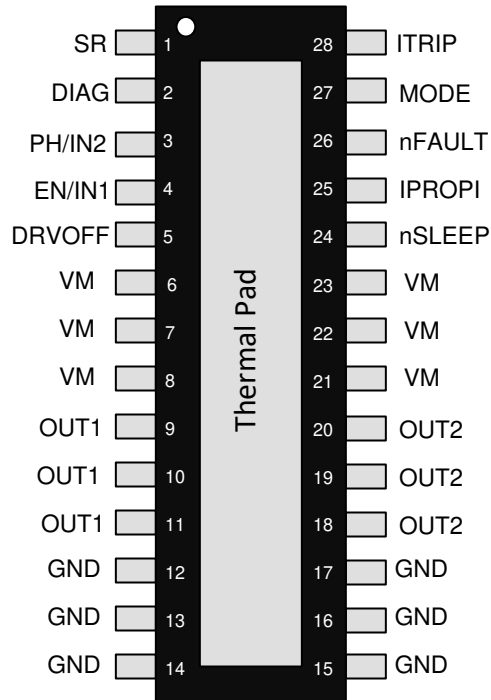 SR 1 28 ITRIP
DIAG 2 27 MODE
PH/IN2 3 26 nFAULT
EN/IN1 4 25 IPROPI
DRVOFF 5 24 nSLEEP
VM 6 23 VM
VM 7 22 VM
VM 8 21 VM
OUT1 9 20 OUT2
OUT1 10 19 OUT2
OUT1 11 18 OUT2
GND 12 17 GND
GND 13 16 GND
GND 14 15 GND
Thermal Pad